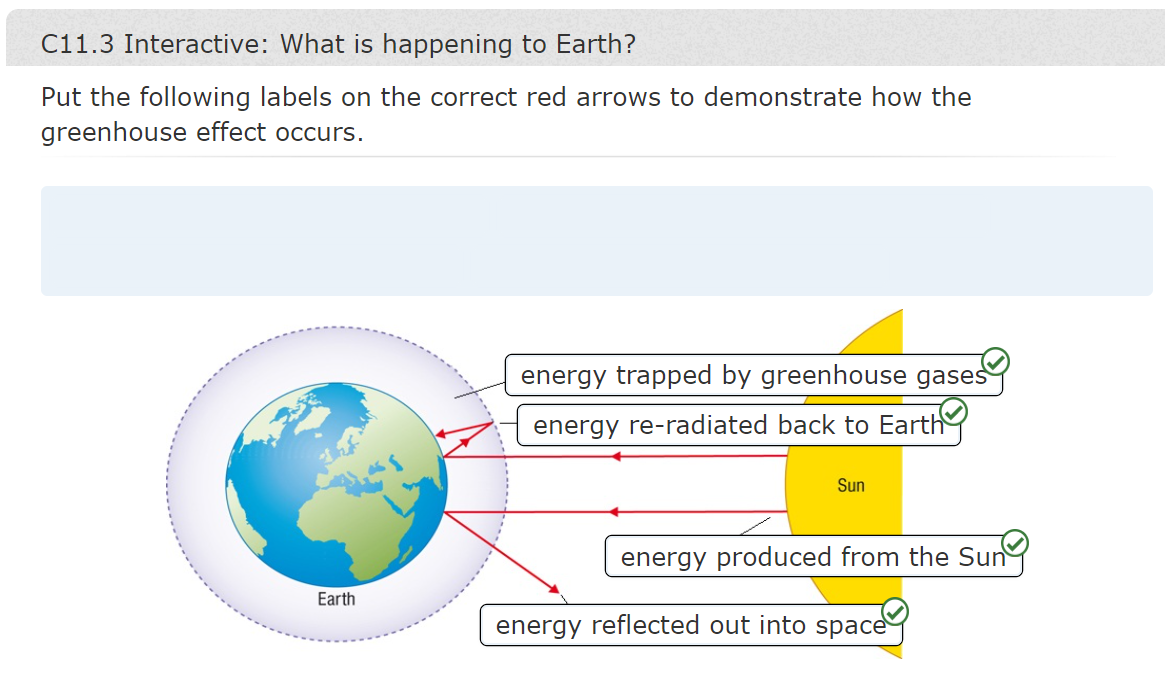 C11.3 Interactive: What is happening to Earth?
Put the following labels on the correct red arrows to demonstrate how the
greenhouse effect occurs.
energy trapped by greenhouse gases
energy re-radiated back to Earth
Sun
energy produced from the Sun
Earth
energy reflected out into space